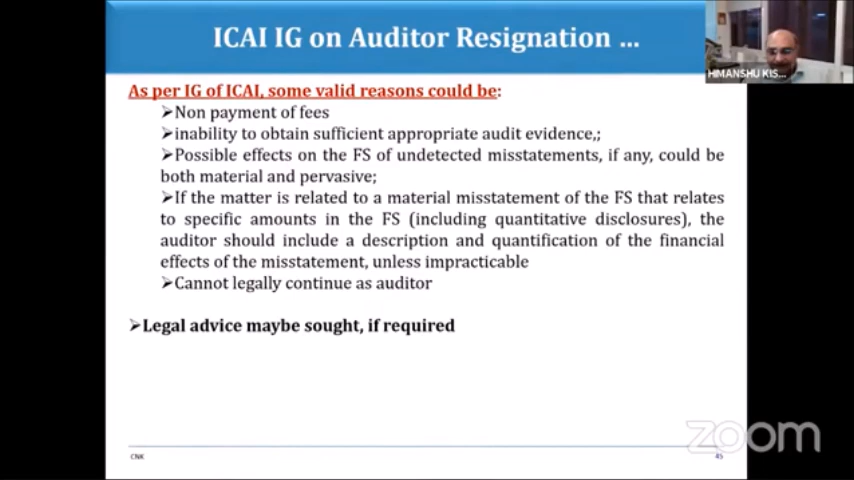 ICAI IG on Auditor Resignation ...
HIMANSHU KIS...
As per IG of ICAI, some valid reasons could be:
➢Non payment of fees
➢inability to obtain sufficient appropriate audit evidence,;
➢Possible effects on the FS of undetected misstatements, if any, could be
both material and pervasive;
➢If the matter is related to a material misstatement of the FS that relates
to specific amounts in the FS (including quantitative disclosures), the
auditor should include a description and quantification of the financial
effects of the misstatement, unless impracticable
➢Cannot legally continue as auditor
➢Legal advice maybe sought, if required
zoom
CNK
45